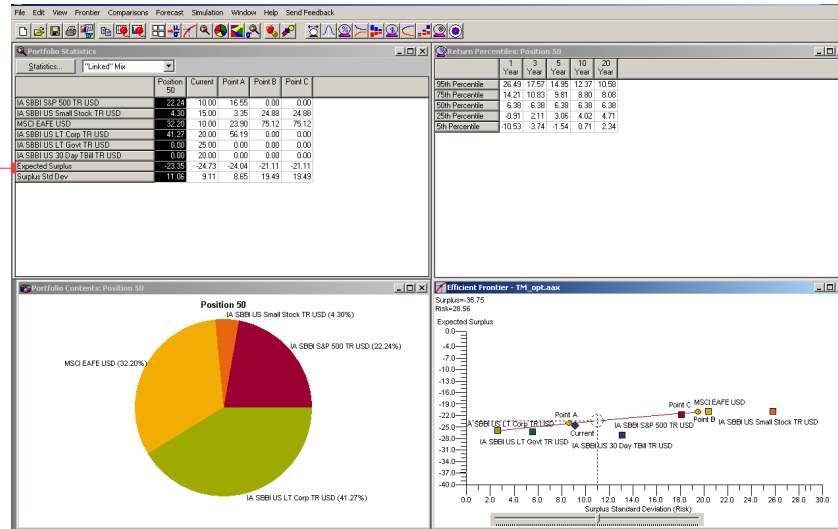 File Edit View Frontier Comparisons Forecast Simulation Window Help Send Feedback
Portfolio Statistics
Statistics... "Linked" Mix
Position 50 Current Point A Point B Point C
IA SBBI S&P 500 TR USD 22.24 10.00 16.55 0.00 0.00
IA SBBI US Small Stock TR USD 4.30 15.00 3.35 24.88 24.88
MSCI EAFE USD 32.20 10.00 23.90 75.12 75.12
IA SBBI US LT Corp TR USD 41.27 20.00 56.19 0.00 0.00
IA SBBI US LT Govt TR USD 0.00 25.00 0.00 0.00 0.00
IA SBBI US 30 Day TBill TR USD 0.00 20.00 0.00 0.00 0.00
Expected Surplus -23.35 -24.73 -24.04 -21.11 -21.11
Surplus Std Dev 11.06 9.11 8.65 19.49 19.49
Return Percentiles: Position 50
1 Year 3 Year 5 Year 10 Year 20 Year
95th Percentile 26.49 17.57 14.95 12.37 10.58
75th Percentile 14.21 10.83 9.81 8.80 8.08
50th Percentile 6.38 6.38 6.38 6.38 6.38
25th Percentile -0.91 2.11 3.06 4.02 4.71
5th Percentile -10.53 -3.74 -1.54 0.71 2.34
Portfolio Contents: Position 50
Position 50
IA SBBI US Small Stock TR USD (4.30%)
IA SBBI S&P 500 TR USD (22.24%)
MSCI EAFE USD (32.20%)
IA SBBI US LT Corp TR USD (41.27%)
Efficient Frontier - TM_opt.aax
Surplus=-36.75
Risk=28.56
Expected Surplus
0.0
-4.0
-7.0
-10.0
-13.0
-16.0
-19.0
-22.0
-25.0
-28.0
-31.0
-34.0
-37.0
-40.0
Point C MSCI EAFE USD
Point A
Point B IA SBBI US Small Stock TR USD
IA SBBI US LT Corp TR USD
IA SBBI S&P 500 TR USD
Current
IA SBBI US LT Govt TR USD
IA SBBI US 30 Day TBill TR USD
0.0 2.0 4.0 6.0 8.0 10.0 12.0 14.0 16.0 18.0 20.0 22.0 24.0 26.0 28.0 30.0
Surplus Standard Deviation (Risk)